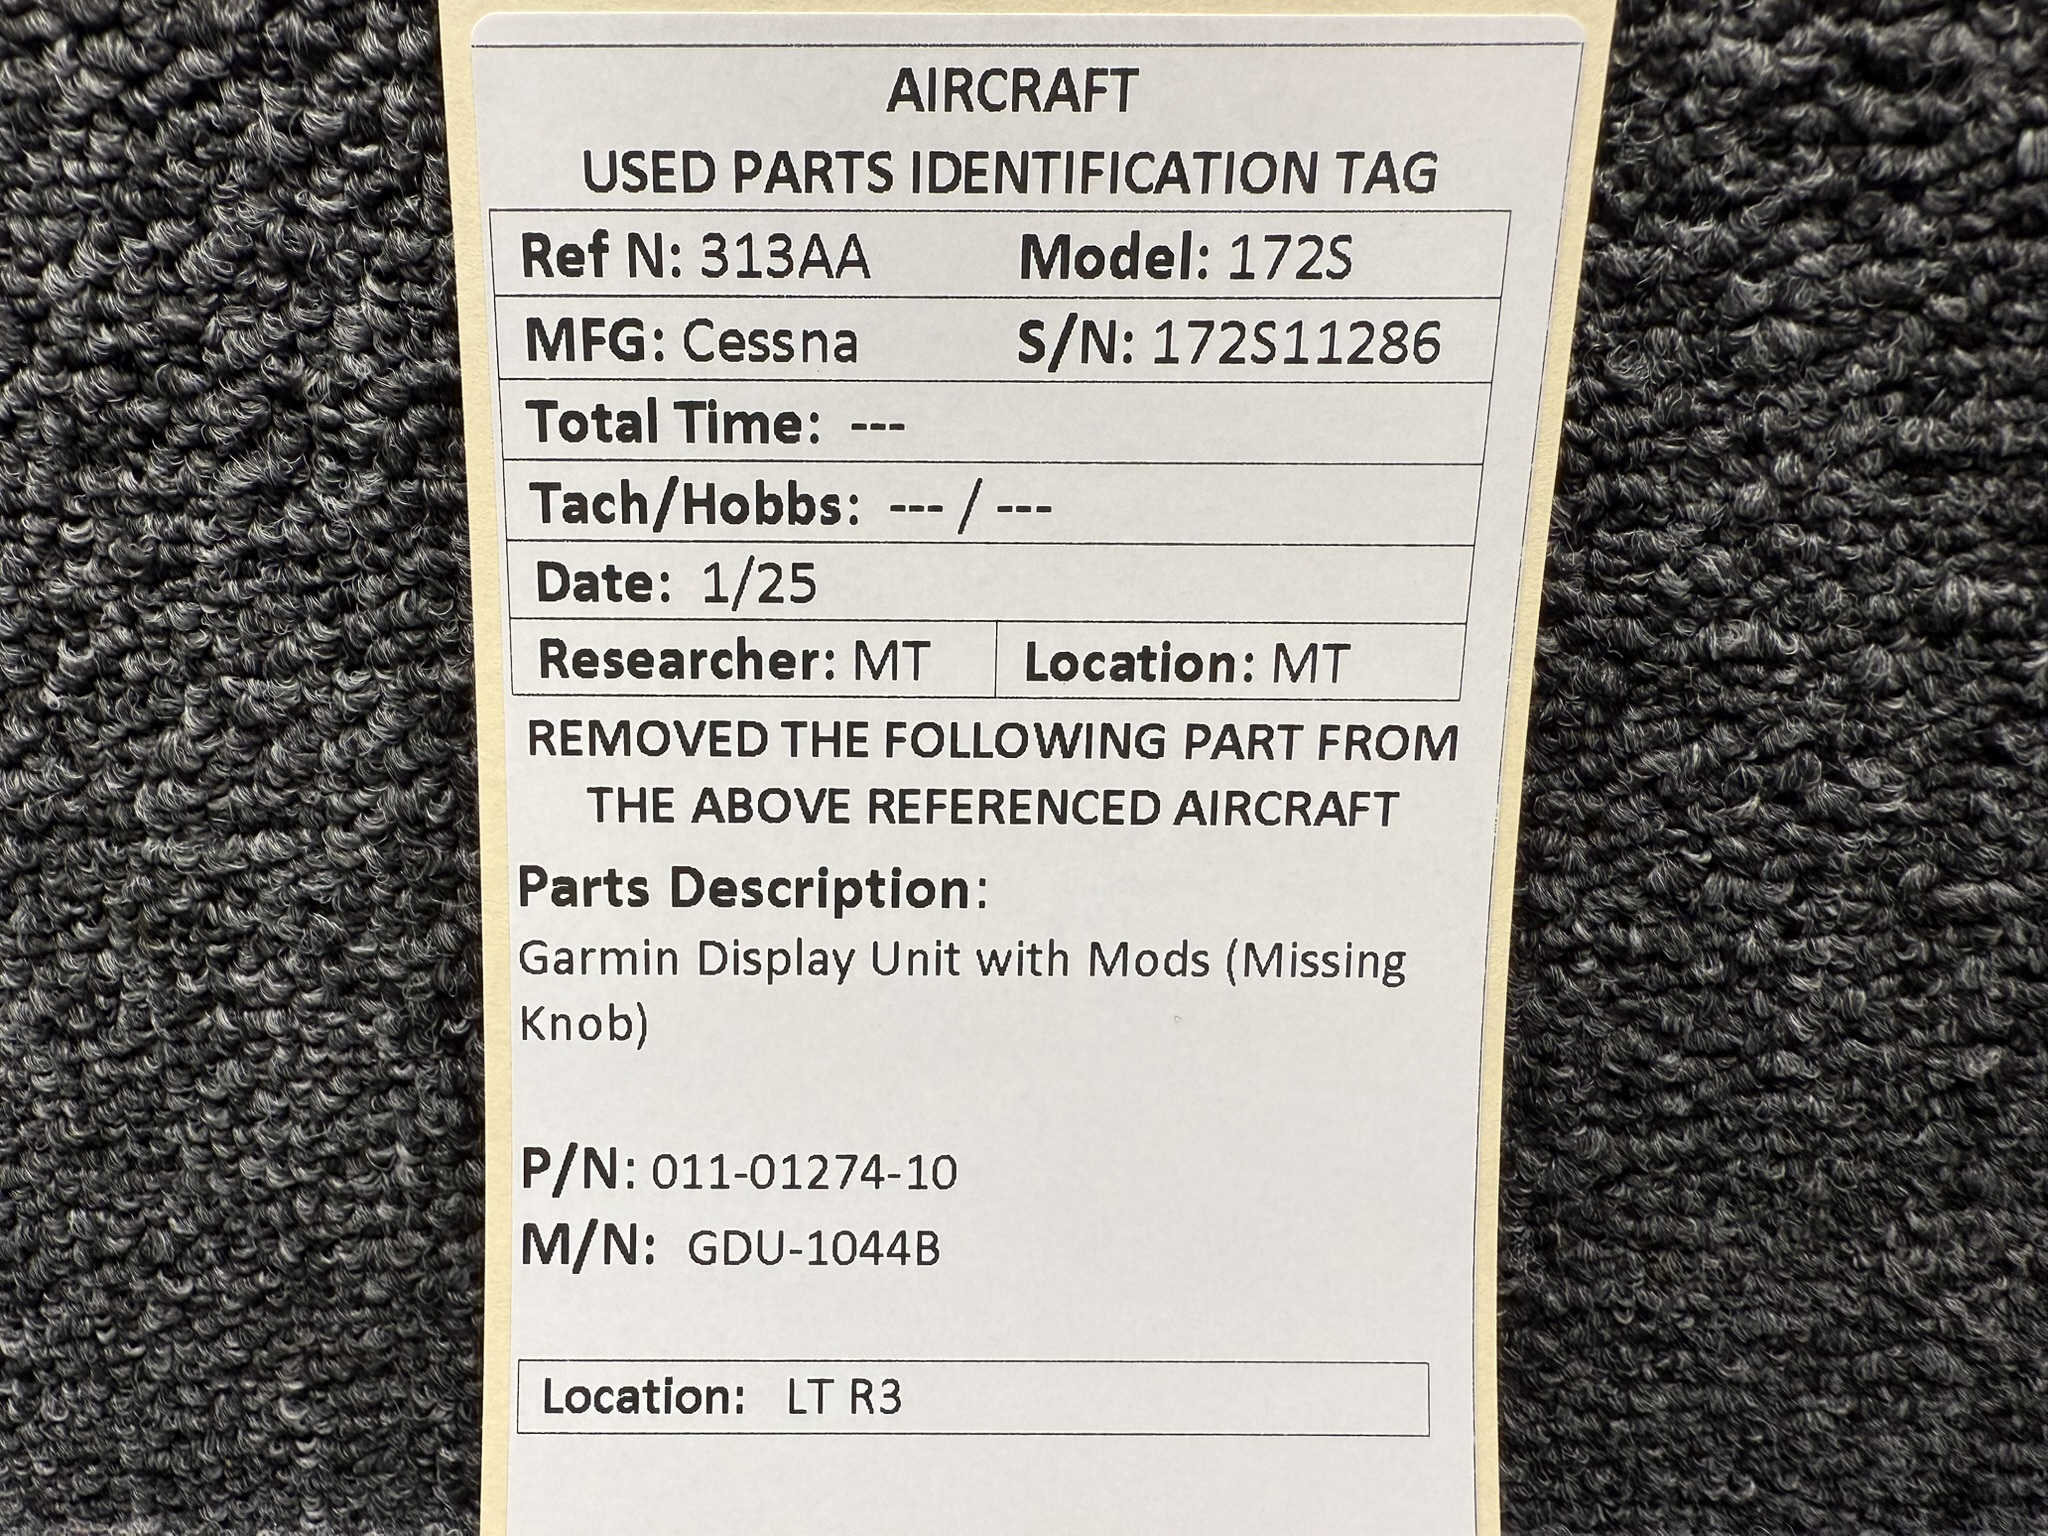 AIRCRAFT
USED PARTS IDENTIFICATION TAG
Ref N: 313AA Model: 172S
MFG: Cessna S/N: 172S11286
Total Time: ---
Tach/Hobbs: --- / ---
Date: 1/25
Researcher: MT Location: MT
REMOVED THE FOLLOWING PART FROM
THE ABOVE REFERENCED AIRCRAFT
Parts Description:
Garmin Display Unit with Mods (Missing
Knob)
P/N: 011-01274-10
M/N: GDU-1044B
Location: LT R3